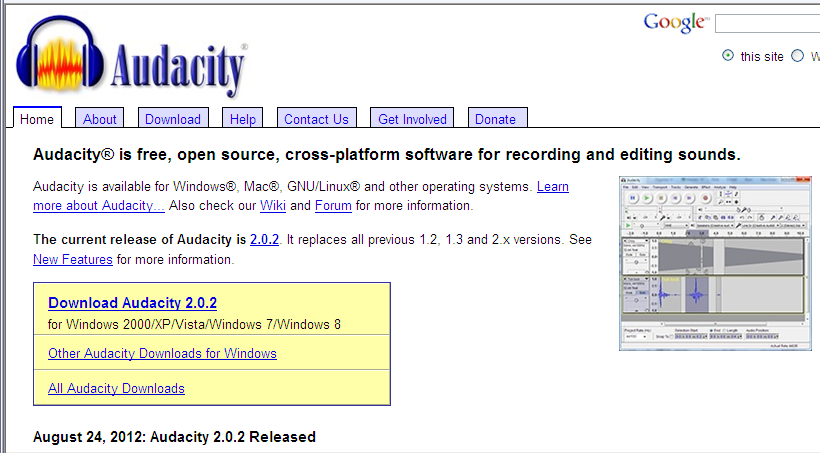 Audacity®
Google™
this site
Home
About
Download
Help
Contact Us
Get Involved
Donate
Audacity® is free, open source, cross-platform software for recording and editing sounds.
Audacity is available for Windows®, Mac®, GNU/Linux® and other operating systems. Learn
more about Audacity... Also check our Wiki and Forum for more information.
The current release of Audacity is 2.0.2. It replaces all previous 1.2, 1.3 and 2.x versions. See
New Features for more information.
Download Audacity 2.0.2
for Windows 2000/XP/Vista/Windows 7/Windows 8
Other Audacity Downloads for Windows
All Audacity Downloads
August 24, 2012: Audacity 2.0.2 Released